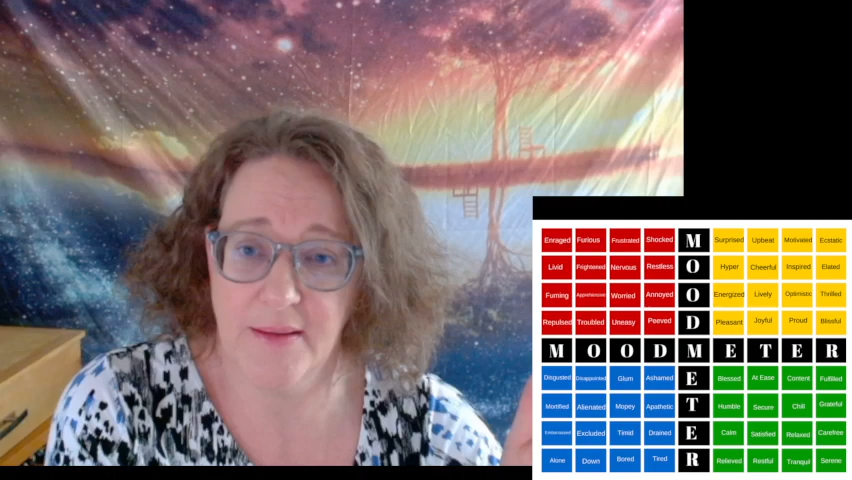 Enraged Furious Frustrated Shocked M Surprised Upbeat Motivated Ecstatic
Livid Frightened Nervous Restless O Hyper Cheerful Inspired Elated
Fuming Apprehensive Worried Annoyed O Energized Lively Optimistic Thrilled
Repulsed Troubled Uneasy Peeved D Pleasant Joyful Proud Blissful
M O O D M E T E R
Disgusted Disappointed Glum Ashamed E Blessed At Ease Content Fulfilled
Mortified Alienated Mopey Apathetic T Humble Secure Chill Grateful
Embarrassed Excluded Timid Drained E Calm Satisfied Relaxed Carefree
Alone Down Bored Tired R Relieved Restful Tranquil Serene